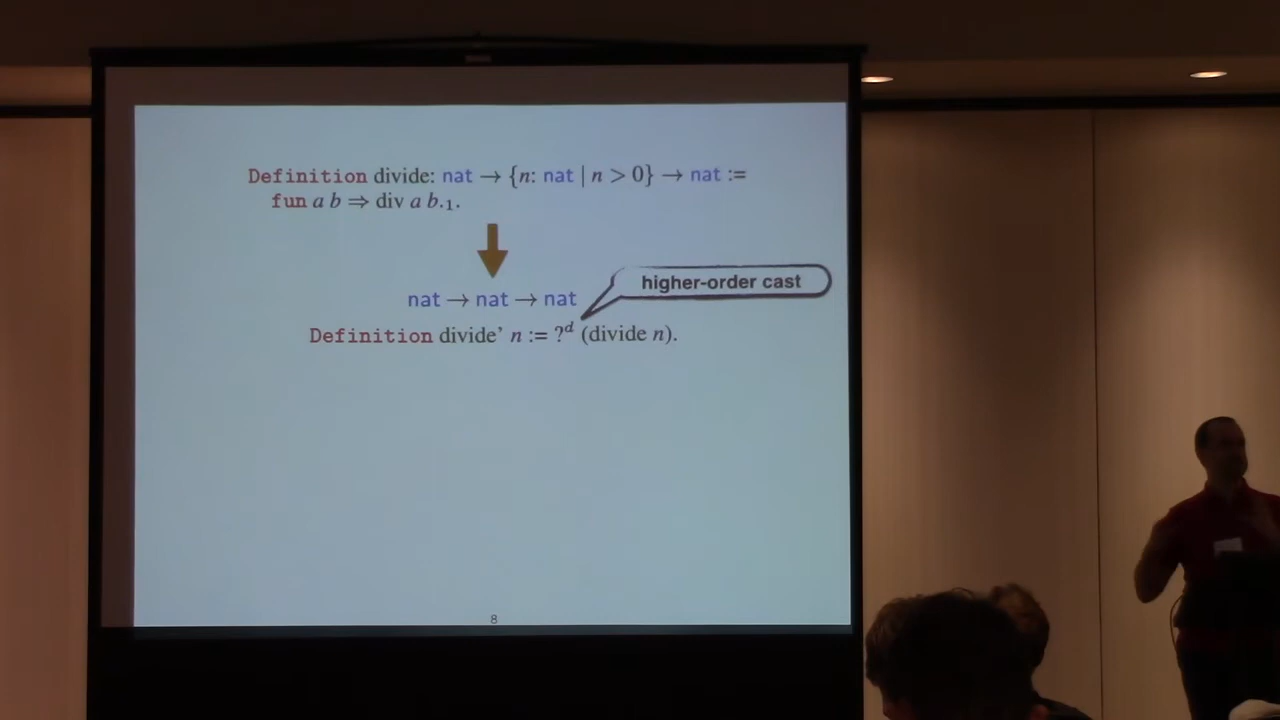 Definition divide: nat → {n: nat | n > 0} → nat :=
fun a b ⇒ div a b.₁.
higher-order cast
nat → nat → nat
Definition divide' n := ?ᵈ (divide n).
8